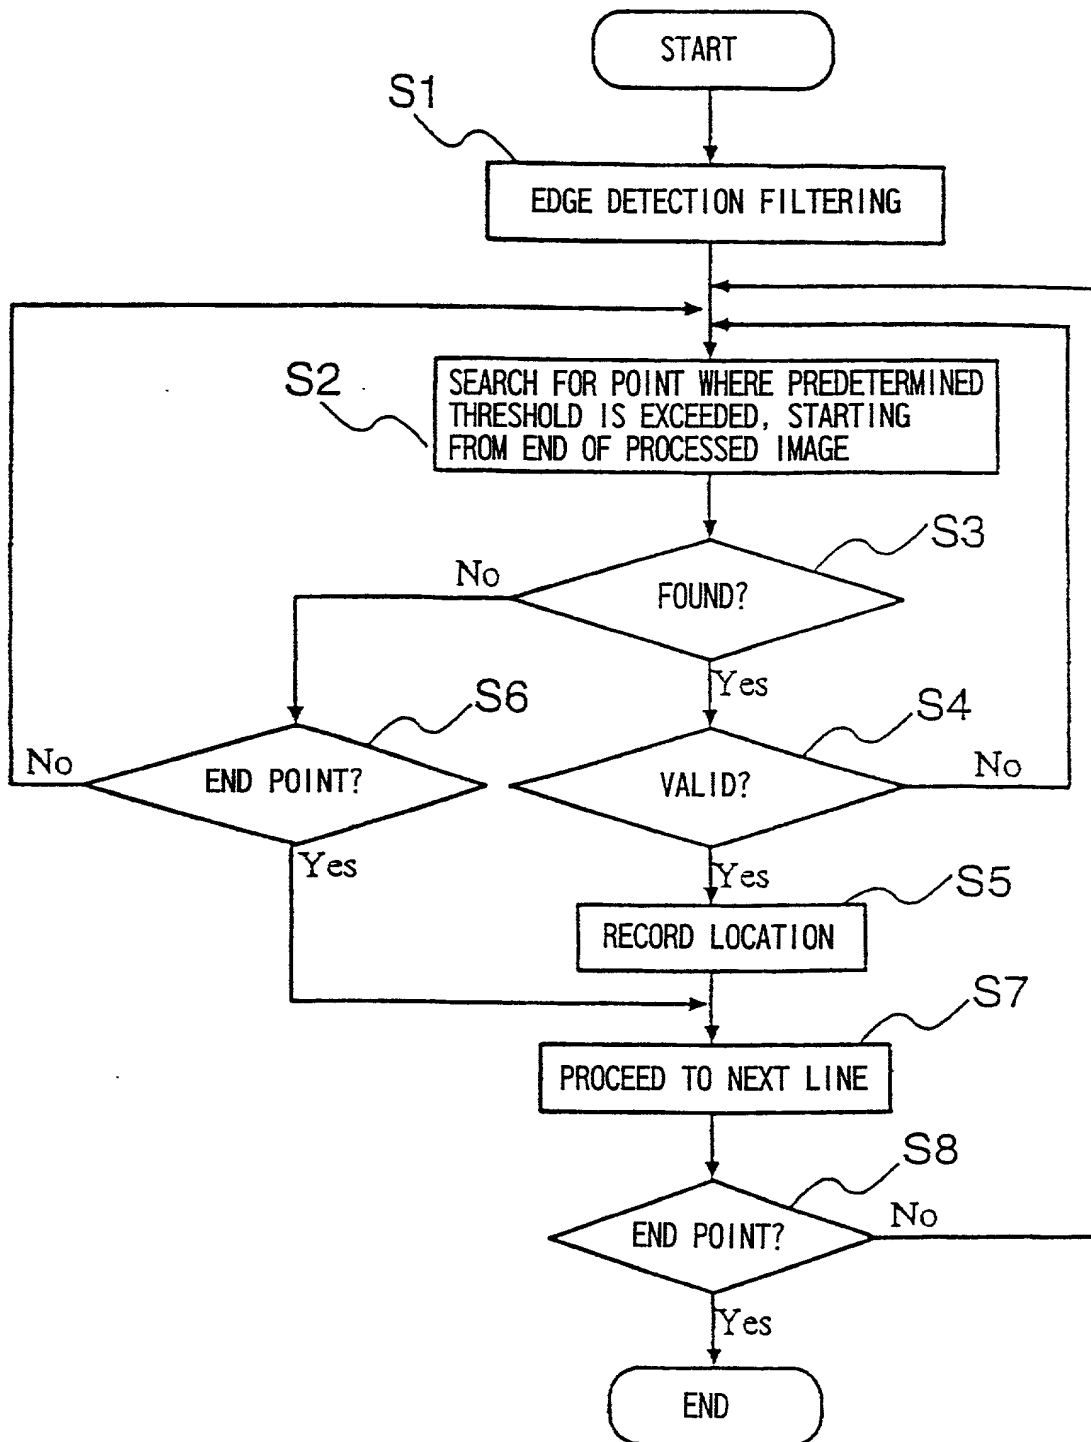 START
S1
EDGE DETECTION FILTERING
S2
SEARCH FOR POINT WHERE PREDETERMINED
THRESHOLD IS EXCEEDED, STARTING
FROM END OF PROCESSED IMAGE
S3
No
FOUND?
Yes
S6
S4
No
END POINT?
VALID?
No
Yes
Yes
S5
RECORD LOCATION
S7
PROCEED TO NEXT LINE
S8
No
END POINT?
Yes
END